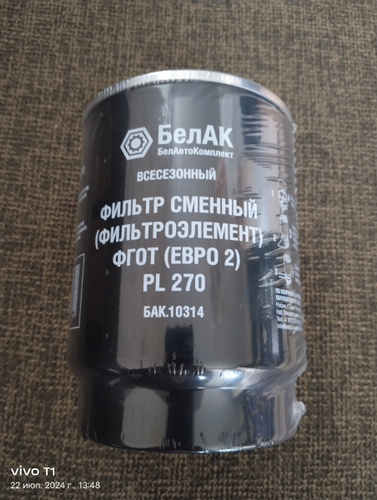 БелАК
БелАвтоКомплект
ВСЕСЕЗОННЫЙ
ФИЛЬТР СМЕННЫЙ
(ФИЛЬТРОЭЛЕМЕНТ)
ФГОТ (ЕВРО 2)
PL 270
БАК.10314
vivo T1
22 июл. 2024 г., 13:48